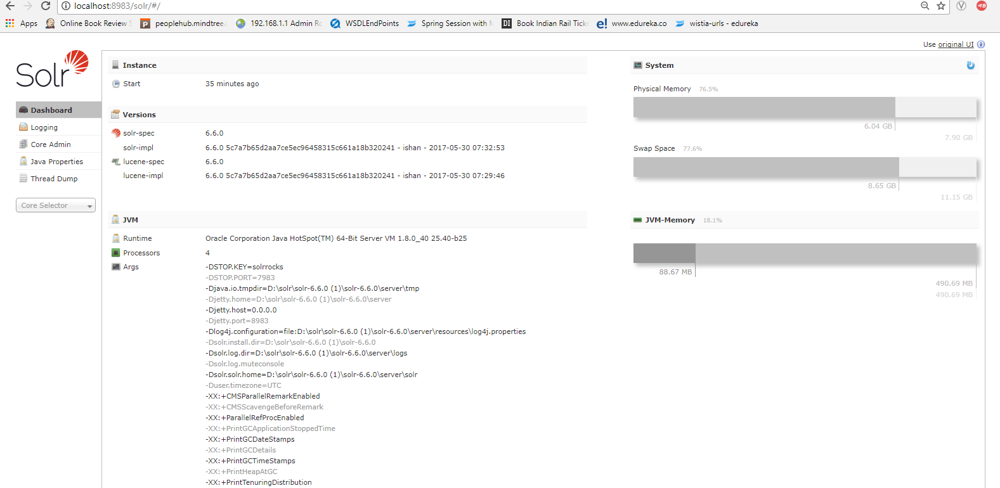 localhost:8983/solr/#/
Apps Online Book Review S peoplehub.mindtree. 192.168.1.1 Admin Ro WSDLEndPoints Spring Session with M DI Book Indian Rail Ticke e! www.edureka.co wistia-urls - edureka
Use original UI
Solr
Dashboard
Logging
Core Admin
Java Properties
Thread Dump
Core Selector
Instance
Start 35 minutes ago
Versions
solr-spec 6.6.0
solr-impl 6.6.0 5c7a7b65d2aa7ce5ec96458315c661a18b320241 - ishan - 2017-05-30 07:32:53
lucene-spec 6.6.0
lucene-impl 6.6.0 5c7a7b65d2aa7ce5ec96458315c661a18b320241 - ishan - 2017-05-30 07:29:46
JVM
Runtime Oracle Corporation Java HotSpot(TM) 64-Bit Server VM 1.8.0_40 25.40-b25
Processors 4
Args -DSTOP.KEY=solrrocks
-DSTOP.PORT=7983
-Djava.io.tmpdir=D:\solr\solr-6.6.0 (1)\solr-6.6.0\server\tmp
-Djetty.home=D:\solr\solr-6.6.0 (1)\solr-6.6.0\server
-Djetty.host=0.0.0.0
-Djetty.port=8983
-Dlog4j.configuration=file:D:\solr\solr-6.6.0 (1)\solr-6.6.0\server\resources\log4j.properties
-Dsolr.install.dir=D:\solr\solr-6.6.0 (1)\solr-6.6.0
-Dsolr.log.dir=D:\solr\solr-6.6.0 (1)\solr-6.6.0\server\logs
-Dsolr.log.muteconsole
-Dsolr.solr.home=D:\solr\solr-6.6.0 (1)\solr-6.6.0\server\solr
-Duser.timezone=UTC
-XX:+CMSParallelRemarkEnabled
-XX:+CMSScavengeBeforeRemark
-XX:+ParallelRefProcEnabled
-XX:+PrintGCApplicationStoppedTime
-XX:+PrintGCDateStamps
-XX:+PrintGCDetails
-XX:+PrintGCTimeStamps
-XX:+PrintHeapAtGC
-XX:+PrintTenuringDistribution
System
Physical Memory 76.5%
6.04 GB
7.90 GB
Swap Space 77.6%
8.65 GB
11.15 GB
JVM-Memory 18.1%
88.67 MB
490.69 MB
490.69 MB